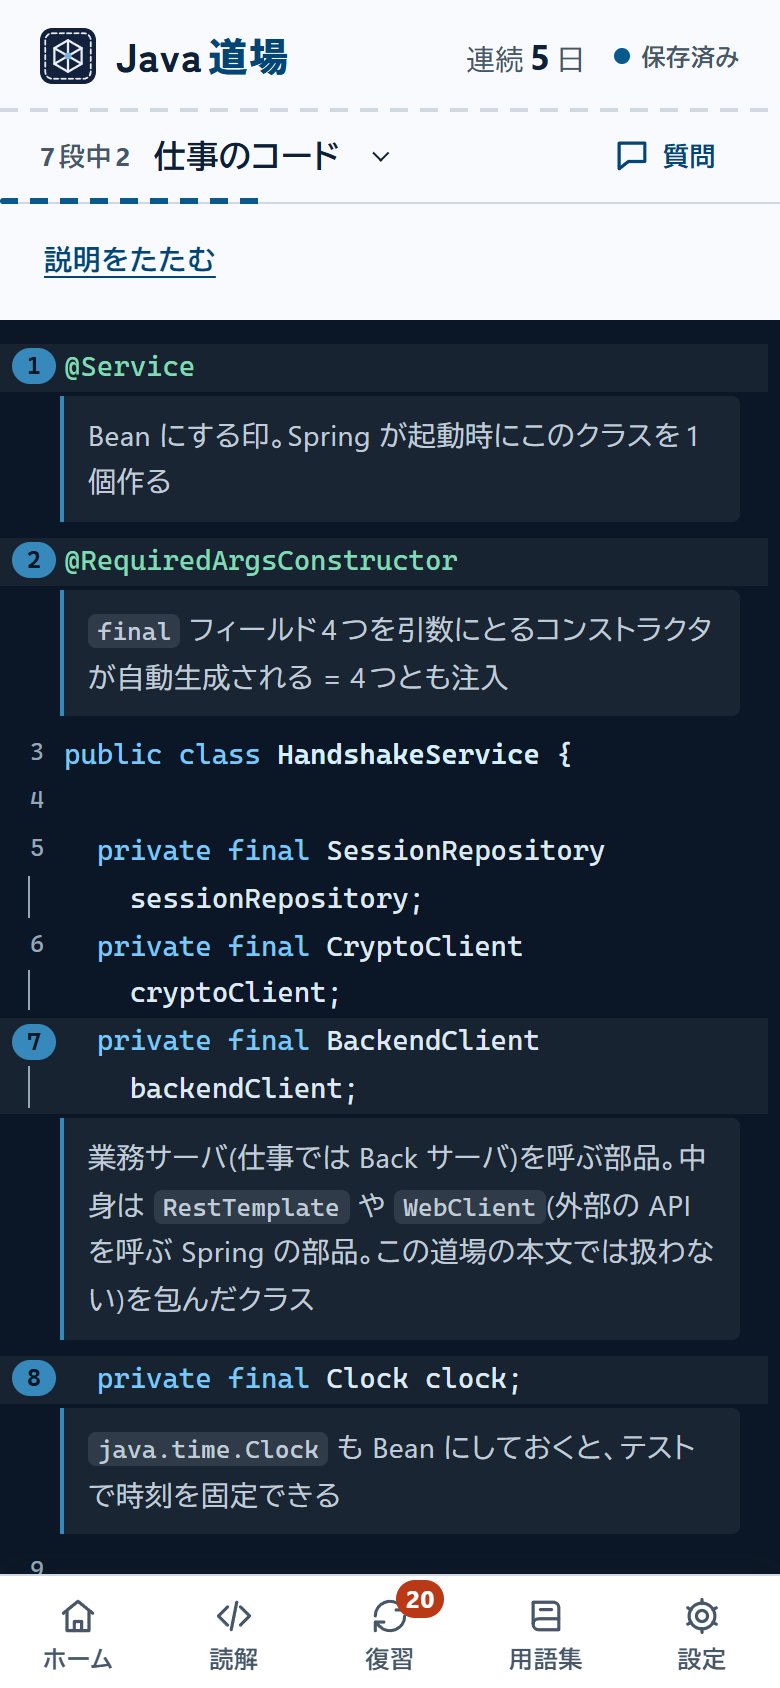 Java道場
連続 5 日
保存済み
7段中2 仕事のコード
質問
説明をたたむ
1 @Service
Bean にする印。Spring が起動時にこのクラスを1
個作る
2 @RequiredArgsConstructor
final フィールド4つを引数にとるコンストラクタ
が自動生成される = 4つとも注入
3 public class HandshakeService {
4
5 private final SessionRepository
sessionRepository;
6 private final CryptoClient
cryptoClient;
7 private final BackendClient
backendClient;
業務サーバ(仕事では Back サーバ)を呼ぶ部品。中
身は RestTemplate や WebClient(外部の API
を呼ぶ Spring の部品。この道場の本文では扱わな
い)を包んだクラス
8 private final Clock clock;
java.time.Clock も Bean にしておくと、テスト
で時刻を固定できる
9
20
ホーム 読解 復習 用語集 設定